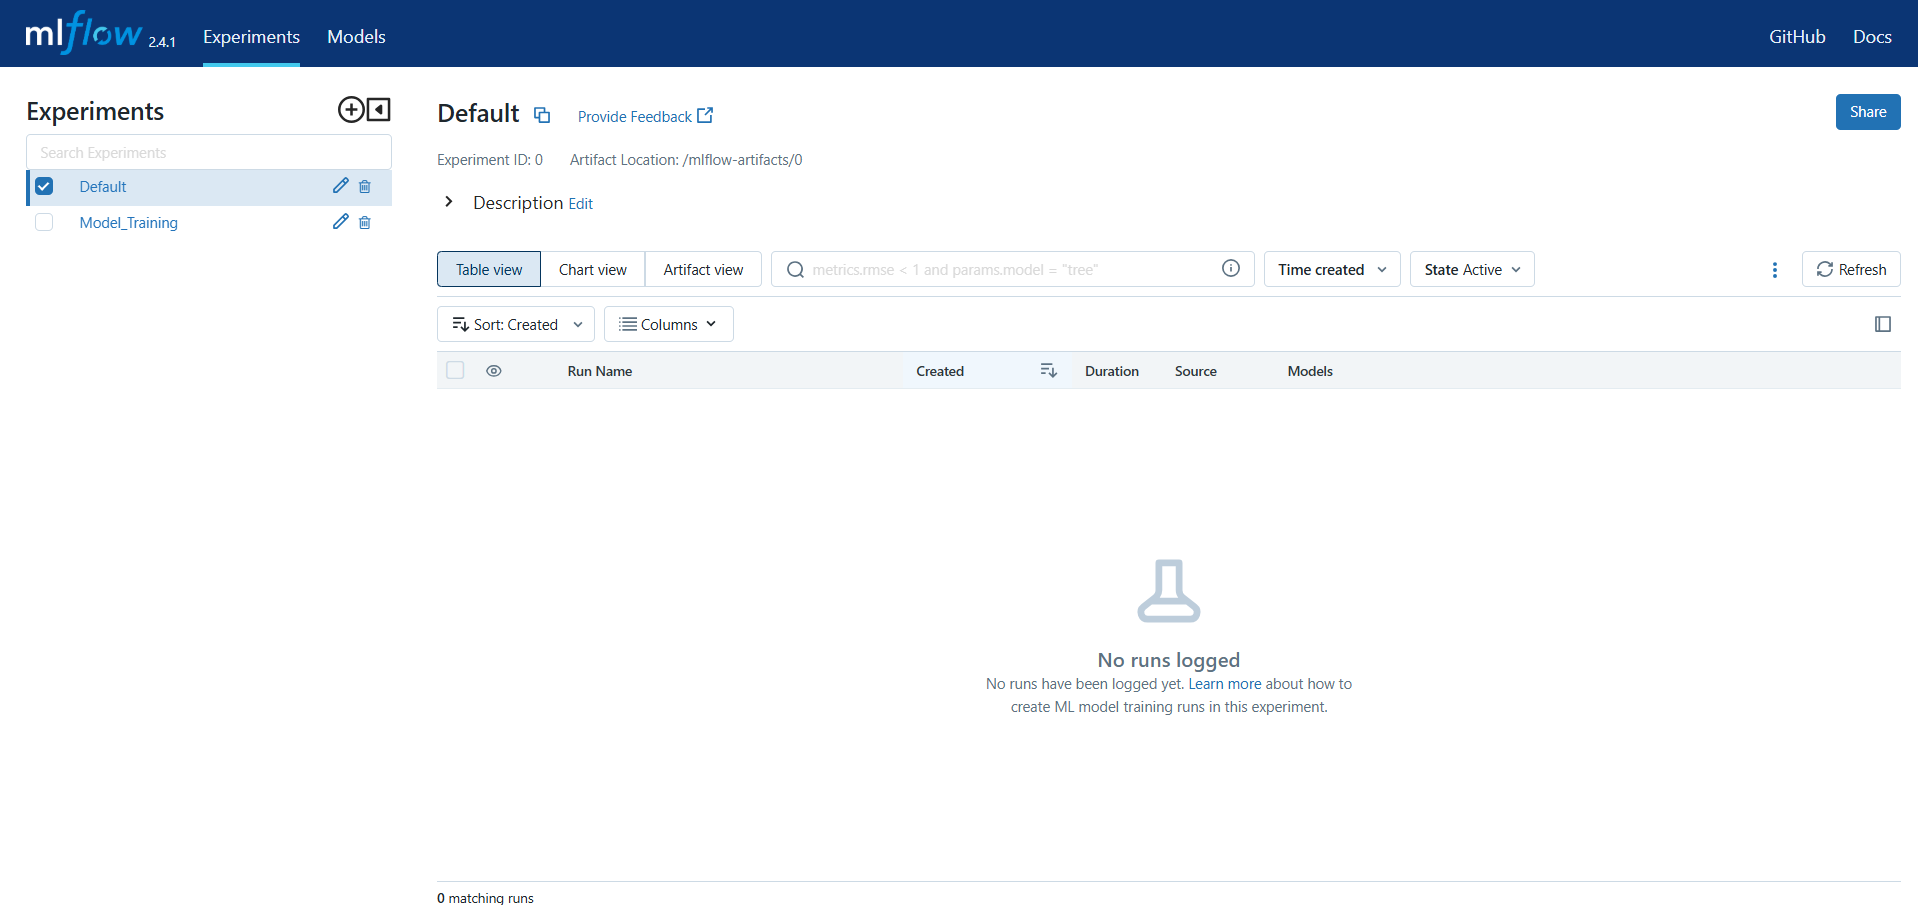 mlflow 2.4.1 Experiments Models GitHub Docs
Experiments
Search Experiments
Default
Model_Training
Default Provide Feedback Share
Experiment ID: 0 Artifact Location: /mlflow-artifacts/0
Description Edit
Table view Chart view Artifact view metrics.rmse < 1 and params.model = "tree" Time created State Active Refresh
Sort: Created Columns
Run Name Created Duration Source Models
No runs logged
No runs have been logged yet. Learn more about how to
create ML model training runs in this experiment.
0 matching runs